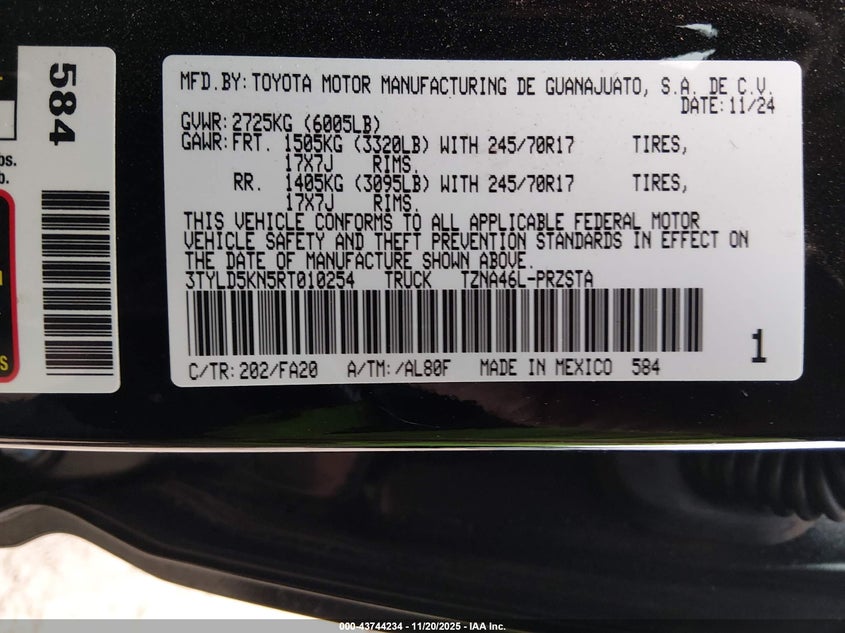 584
bs.
b.
S
MFD.BY:TOYOTA MOTOR MANUFACTURING DE GUANAJUATO, S.A. DE C.V.
DATE:11/24
GVWR:2725KG (6005LB)
GAWR:FRT. 1505KG (3320LB) WITH 245/70R17 TIRES,
17X7J RIMS.
RR. 1405KG (3095LB) WITH 245/70R17 TIRES,
17X7J RIMS.
THIS VEHICLE CONFORMS TO ALL APPLICABLE FEDERAL MOTOR
VEHICLE SAFETY AND THEFT PREVENTION STANDARDS IN EFFECT ON
THE DATE OF MANUFACTURE SHOWN ABOVE.
3TYLD5KN5RT010254 TRUCK TZNA46L-PRZSTA
1
C/TR:202/FA20 A/TM:/AL80F MADE IN MEXICO 584
000-43744234 - 11/20/2025 - IAA Inc.